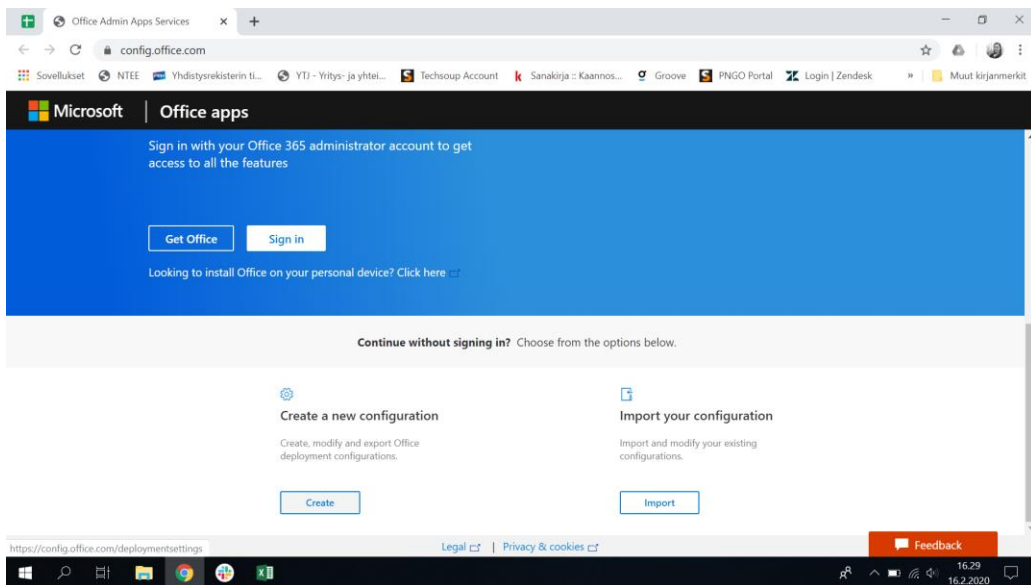 Office Admin Apps Services
config.office.com
Sovellukset NTEE Yhdistysrekisterin ti... YTJ - Yritys- ja yhtei... Techsoup Account Sanakirja :: Kaannos... Groove PNGO Portal Login | Zendesk » Muut kirjanmerkit
Microsoft | Office apps
Sign in with your Office 365 administrator account to get
access to all the features
Get Office Sign in
Looking to install Office on your personal device? Click here
Continue without signing in? Choose from the options below.
Create a new configuration
Create, modify and export Office
deployment configurations.
Create
Import your configuration
Import and modify your existing
configurations.
Import
https://config.office.com/deploymentsettings
Legal | Privacy & cookies
Feedback
16.29
16.2.2020